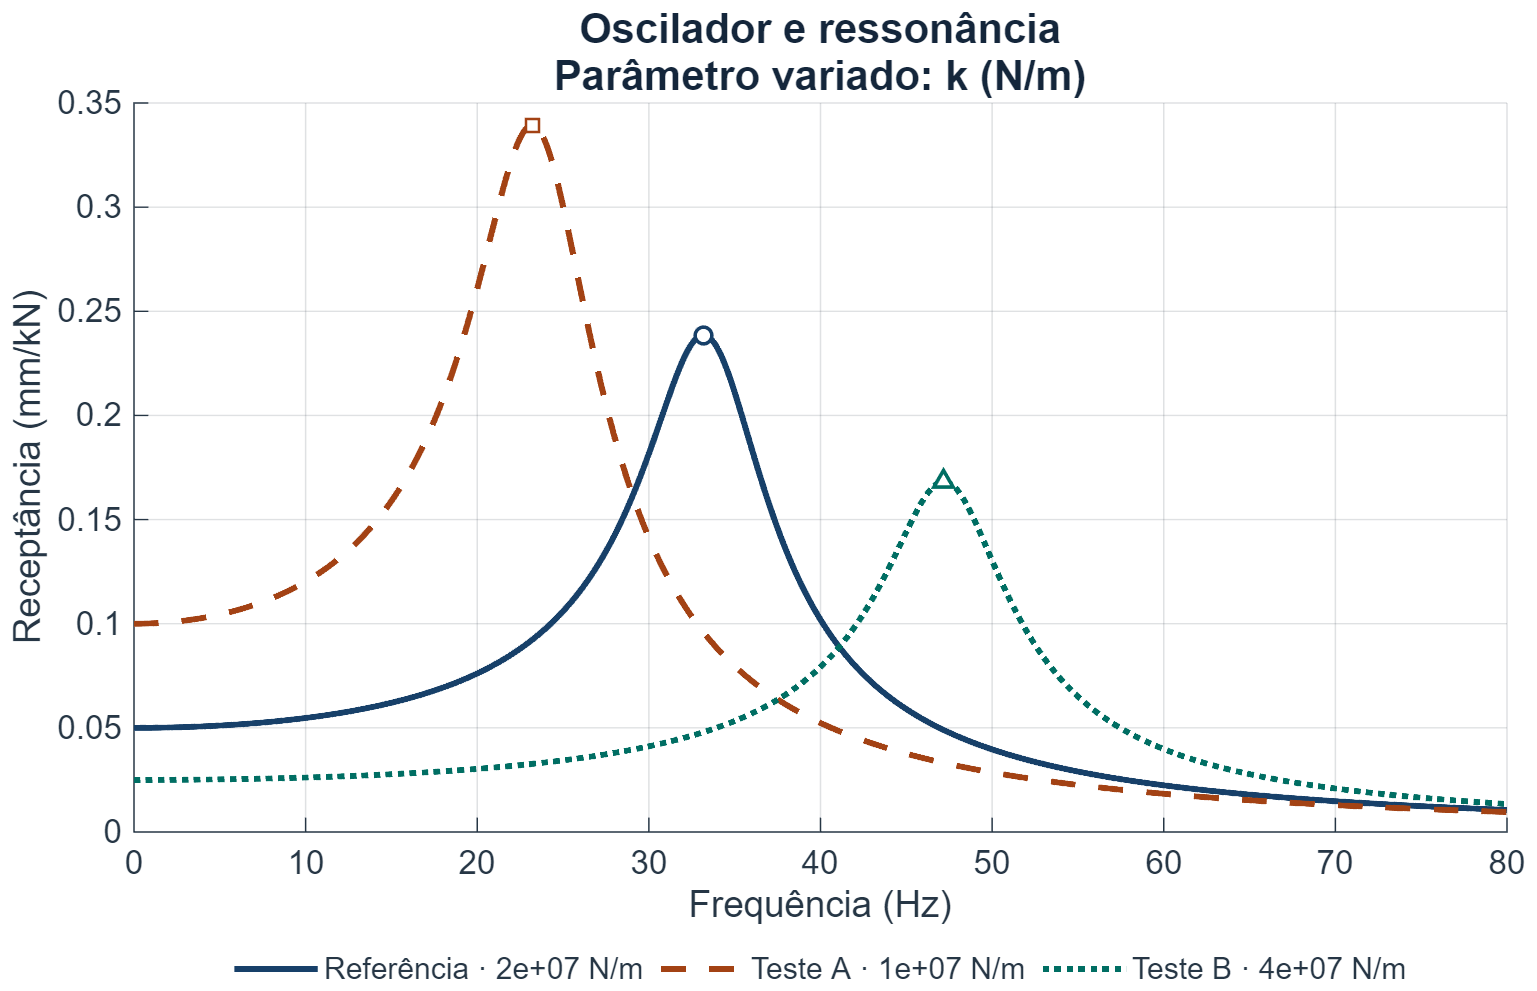 Oscilador e ressonância
Parâmetro variado: k (N/m)
Receptância (mm/kN)
0.35
0.3
0.25
0.2
0.15
0.1
0.05
0
0 10 20 30 40 50 60 70 80
Frequência (Hz)
Referência · 2e+07 N/m Teste A · 1e+07 N/m Teste B · 4e+07 N/m